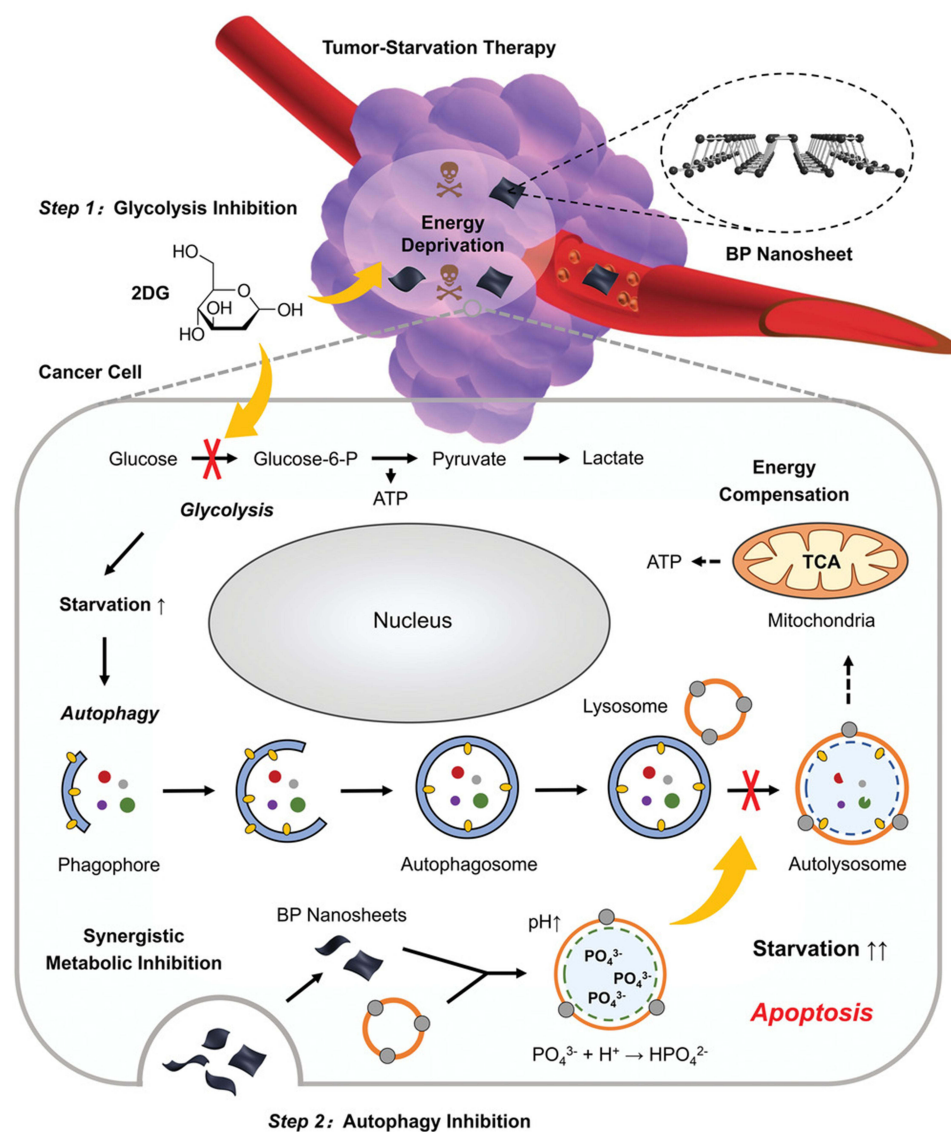 Tumor-Starvation Therapy
Step 1: Glycolysis Inhibition
Energy
Deprivation
BP Nanosheet
HO
2DG
O
OH
OH
HO
Cancer Cell
Glucose
Glucose-6-P
Pyruvate
Lactate
ATP
Glycolysis
Energy
Compensation
ATP
TCA
Mitochondria
Starvation ↑
Nucleus
Autophagy
Lysosome
Phagophore
Autophagosome
Autolysosome
BP Nanosheets
Synergistic
Metabolic Inhibition
pH↑
PO₄³⁻
PO₄³⁻
PO₄³⁻
Starvation ↑↑
Apoptosis
PO₄³⁻ + H⁺ → HPO₄²⁻
Step 2: Autophagy Inhibition